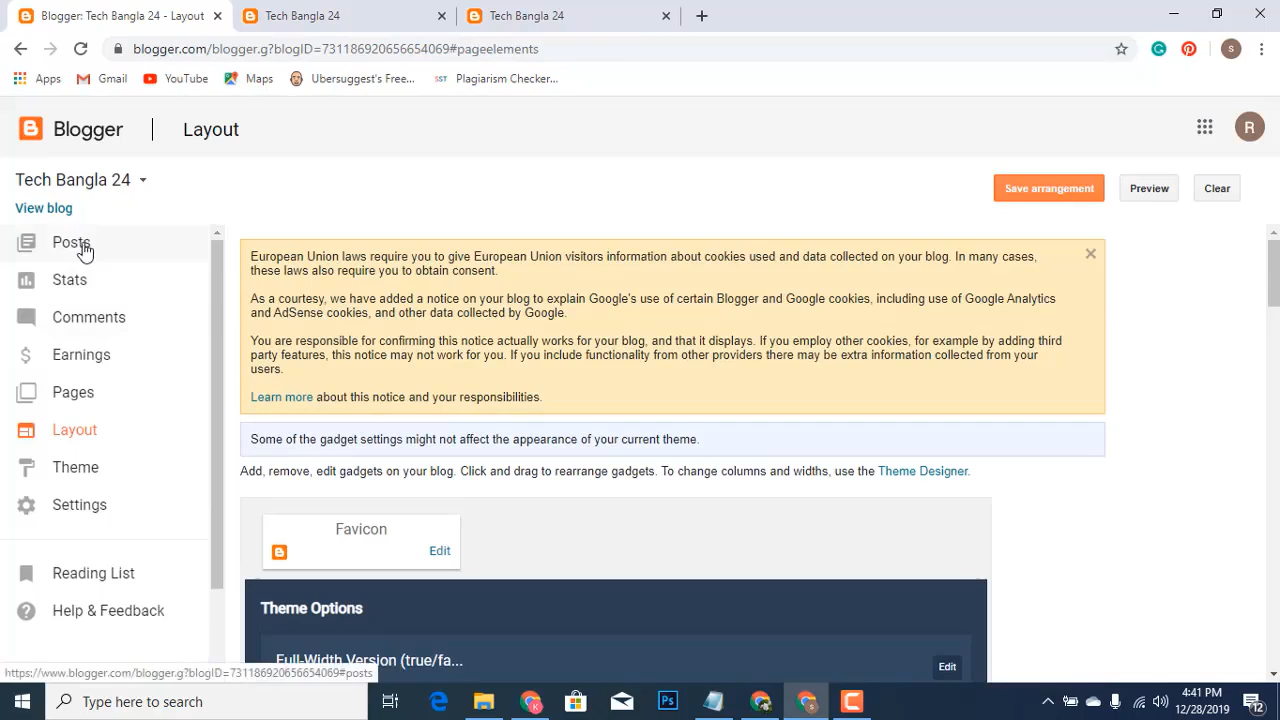 Blogger: Tech Bangla 24 - Layout
Tech Bangla 24
Tech Bangla 24
blogger.com/blogger.g?blogID=731186920656654069#pageelements
S
Apps
Gmail
YouTube
Maps
Ubersuggest's Free...
SST
Plagiarism Checker...
Blogger
Layout
R
Tech Bangla 24
View blog
Save arrangement
Preview
Clear
Posts
Stats
Comments
Earnings
Pages
Layout
Theme
Settings
Reading List
Help & Feedback
European Union laws require you to give European Union visitors information about cookies used and data collected on your blog. In many cases,
these laws also require you to obtain consent.
As a courtesy, we have added a notice on your blog to explain Google's use of certain Blogger and Google cookies, including use of Google Analytics
and AdSense cookies, and other data collected by Google.
You are responsible for confirming this notice actually works for your blog, and that it displays. If you employ other cookies, for example by adding third
party features, this notice may not work for you. If you include functionality from other providers there may be extra information collected from your
users.
Learn more about this notice and your responsibilities.
Some of the gadget settings might not affect the appearance of your current theme.
Add, remove, edit gadgets on your blog. Click and drag to rearrange gadgets. To change columns and widths, use the Theme Designer.
Favicon
Edit
Theme Options
Full-Width Version (true/fa...
Edit
https://www.blogger.com/blogger.g?blogID=731186920656654069#posts
Type here to search
Ps
4:41 PM
12/28/2019
12